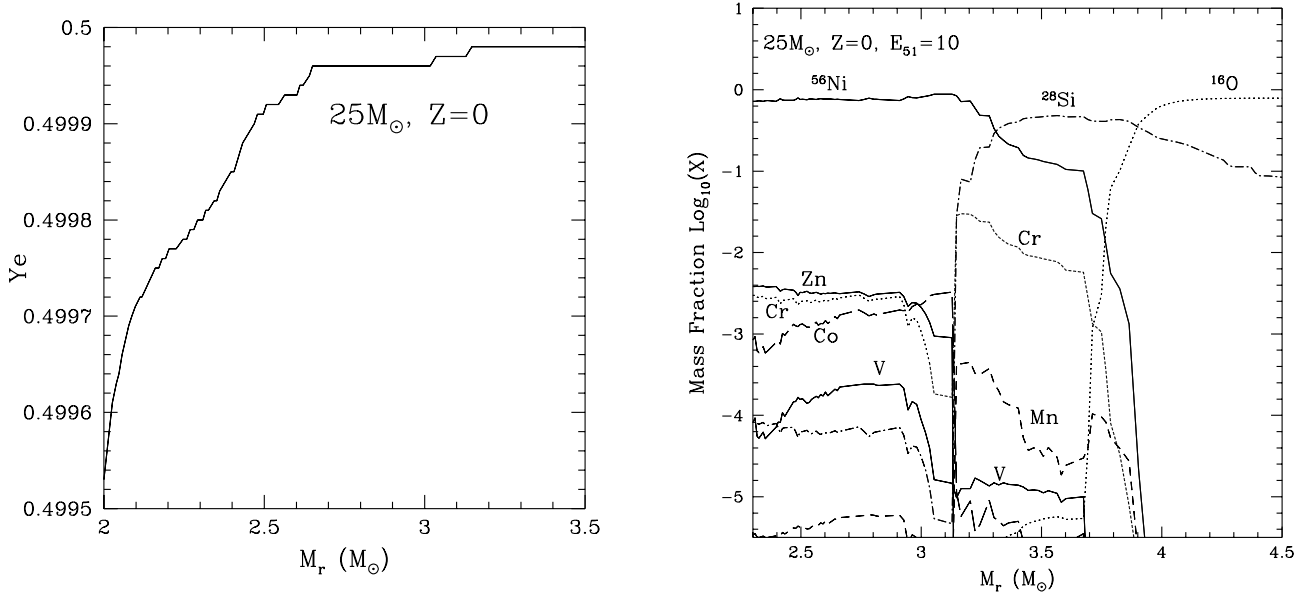 0.5
0.4999
0.4998
0.4997
0.4996
0.4995
Ye
25M☉, Z=0
2
2.5
3
3.5
M_r (M☉)
1
0
-1
-2
-3
-4
-5
Mass Fraction Log₁₀(X)
25M☉, Z=0, E₅₁=10
⁵⁶Ni
²⁸Si
¹⁶O
Cr
Zn
Cr
Co
V
Mn
V
2.5
3
3.5
4
4.5
M_r (M☉)